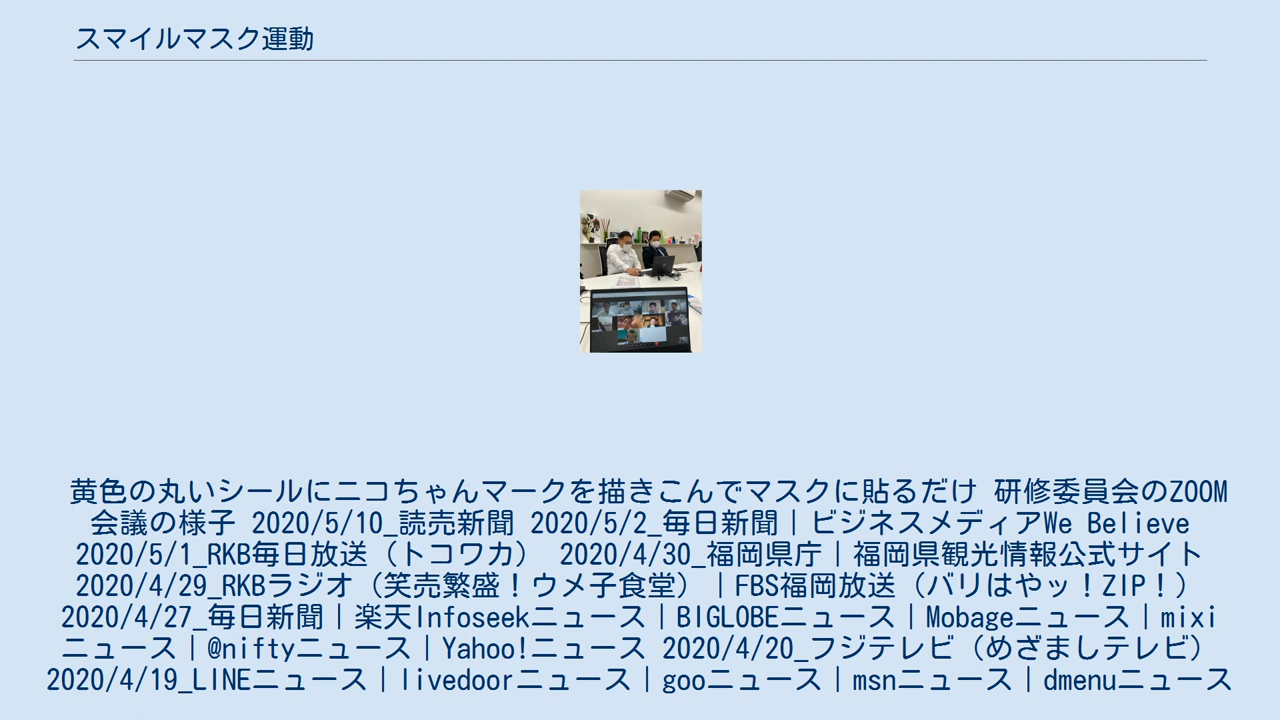 スマイルマスク運動
黄色の丸いシールにニコちゃんマークを描きこんでマスクに貼るだけ 研修委員会のZOOM
会議の様子 2020/5/10_読売新聞 2020/5/2_毎日新聞｜ビジネスメディアWe Believe
2020/5/1_RKB毎日放送（トコワカ） 2020/4/30_福岡県庁｜福岡県観光情報公式サイト
2020/4/29_RKBラジオ（笑売繁盛！ウメ子食堂）｜FBS福岡放送（バリはやッ！ZIP！）
2020/4/27_毎日新聞｜楽天Infoseekニュース｜BIGLOBEニュース｜Mobageニュース｜mixi
ニュース｜@niftyニュース｜Yahoo!ニュース 2020/4/20_フジテレビ（めざましテレビ）
2020/4/19_LINEニュース｜livedoorニュース｜gooニュース｜msnニュース｜dmenuニュース